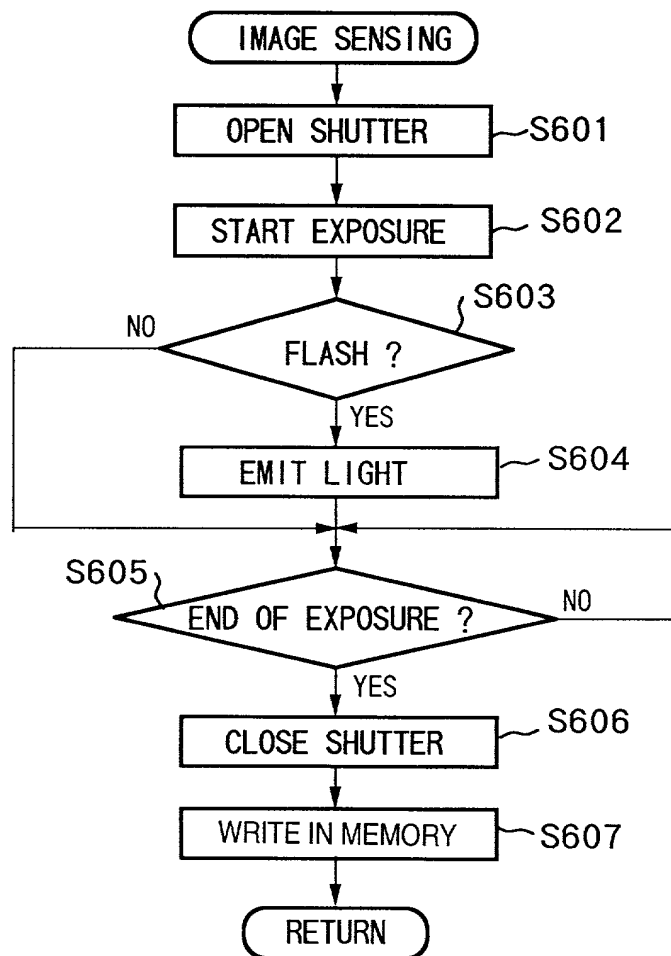 IMAGE SENSING
OPEN SHUTTER
S601
START EXPOSURE
S602
S603
NO
FLASH ?
YES
EMIT LIGHT
S604
S605
END OF EXPOSURE ?
NO
YES
CLOSE SHUTTER
S606
WRITE IN MEMORY
S607
RETURN